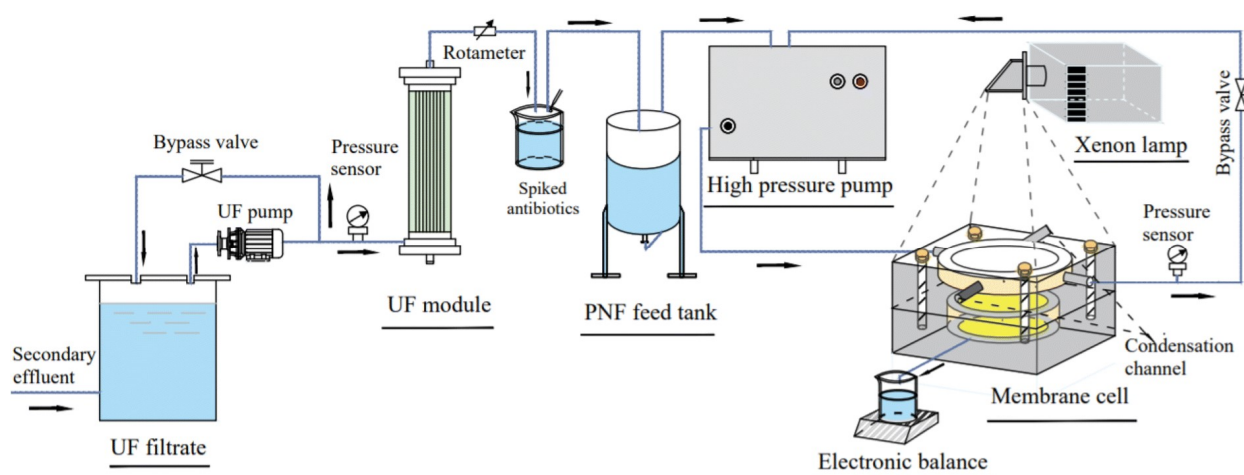 Rotameter
Bypass valve
Pressure
sensor
UF pump
Spiked
antibiotics
UF module
PNF feed tank
High pressure pump
Xenon lamp
Bypass valve
Pressure
sensor
Secondary
effluent
UF filtrate
Condensation
channel
Membrane cell
Electronic balance